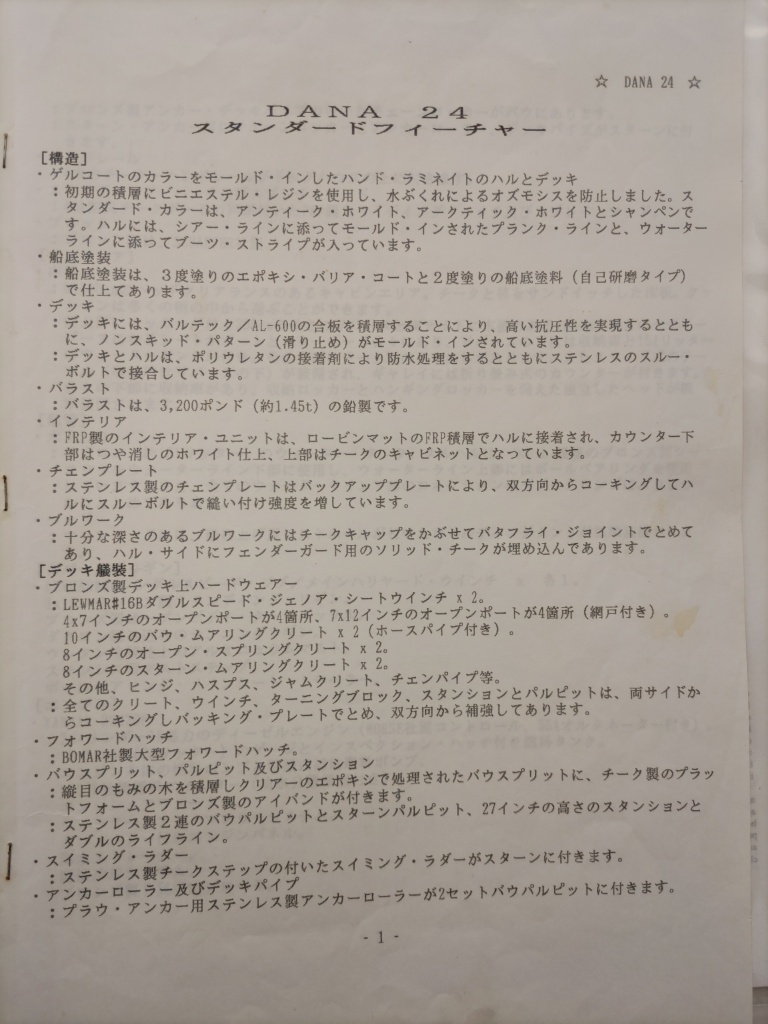 ☆ DANA 24 ☆
DANA 24
スタンダードフィーチャー
[構造]
・ゲルコートのカラーをモールド・インしたハンド・ラミネイトのハルとデッキ
：初期の積層にビニエステル・レジンを使用し、水ぶくれによるオズモシスを防止しました。ス
タンダード・カラーは、アンティーク・ホワイト、アークティック・ホワイトとシャンペンで
す。ハルには、シアー・ラインに添ってモールド・インされたプランク・ラインと、ウォーター
ラインに添ってブーツ・ストライプが入っています。
・船底塗装
：船底塗装は、３度塗りのエポキシ・バリア・コートと２度塗りの船底塗料（自己研磨タイプ）
で仕上てあります。
・デッキ
：デッキには、バルテック／AL-600の合板を積層することにより、高い抗圧性を実現するととも
に、ノンスキッド・パターン（滑り止め）がモールド・インされています。
：デッキとハルは、ポリウレタンの接着剤により防水処理をするとともにステンレスのスルー・
ボルトで接合しています。
・バラスト
：バラストは、3,200ポンド（約1.45t）の鉛製です。
・インテリア
：FRP製のインテリア・ユニットは、ロービンマットのFRP積層でハルに接着され、カウンター下
部はつや消しのホワイト仕上、上部はチークのキャビネットとなっています。
・チェンプレート
：ステンレス製のチェンプレートはバックアッププレートにより、双方向からコーキングしてハ
ルにスルーボルトで縫い付け強度を増しています。
・ブルワーク
：十分な深さのあるブルワークにはチークキャップをかぶせてバタフライ・ジョイントでとめて
あり、ハル・サイドにフェンダーガード用のソリッド・チークが埋め込んであります。
[デッキ艤装]
・ブロンズ製デッキ上ハードウェアー
：LEWMAR#16Bダブルスピード・ジェノア・シートウインチ x 2。
4x7インチのオープンポートが4箇所、7x12インチのオープンポートが4箇所（網戸付き）。
10インチのバウ・ムアリングクリート x 2（ホースパイプ付き）。
8インチのオープン・スプリングクリート x 2。
8インチのスターン・ムアリングクリート x 2。
その他、ヒンジ、ハスプス、ジャムクリート、チェンパイプ等。
：全てのクリート、ウインチ、ターニングブロック、スタンションとパルピットは、両サイドか
らコーキングしバッキング・プレートでとめ、双方向から補強してあります。
・フォワードハッチ
：BOMAR社製大型フォワードハッチ。
・バウスプリット、パルピット及びスタンション
：縦目のもみの木を積層しクリアーのエポキシで処理されたバウスプリットに、チーク製のプラッ
トフォームとブロンズ製のアイバンドが付きます。
：ステンレス製２連のバウパルピットとスターンパルピット、27インチの高さのスタンションと
ダブルのライフライン。
・スイミング・ラダー
：ステンレス製チークステップの付いたスイミング・ラダーがスターンに付きます。
・アンカーローラー及びデッキパイプ
：プラウ・アンカー用ステンレス製アンカーローラーが2セットバウパルピットに付きます。
- 1 -